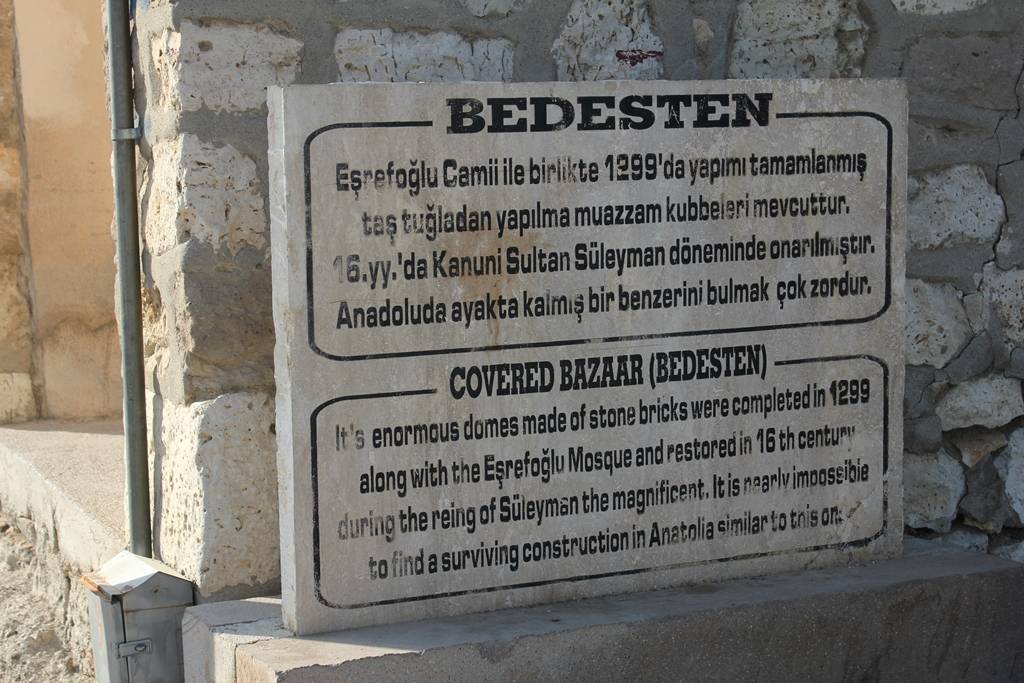 BEDESTEN
Eşrefoğlu Camii ile birlikte 1299'da yapımı tamamlanmış
taş tuğladan yapılma muazzam kubbeleri mevcuttur.
16.yy.'da Kanuni Sultan Süleyman döneminde onarılmıştır.
Anadoluda ayakta kalmış bir benzerini bulmak çok zordur.
COVERED BAZAAR (BEDESTEN)
It's enormous domes made of stone bricks were completed in 1299
along with the Eşrefoğlu Mosque and restored in 16 th century
during the reing of Süleyman the magnificent. It is nearly impossible
to find a surviving construction in Anatolia similar to this one.